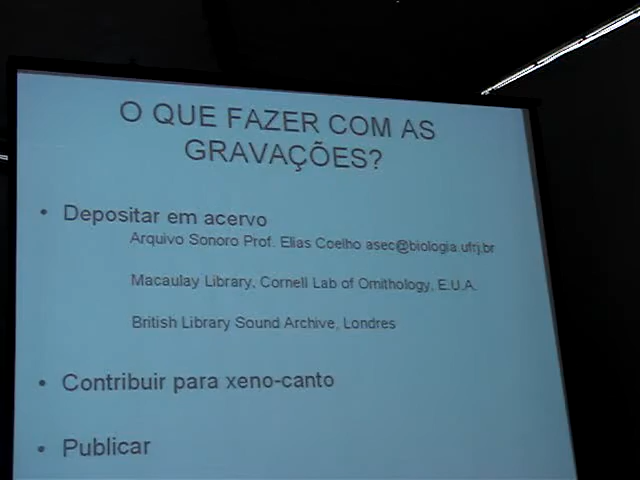 O QUE FAZER COM AS
GRAVAÇÕES?
• Depositar em acervo
Arquivo Sonoro Prof. Elias Coelho asec@biologia.ufrj.br
Macaulay Library, Cornell Lab of Ornithology, E.U.A.
British Library Sound Archive, Londres
• Contribuir para xeno-canto
• Publicar